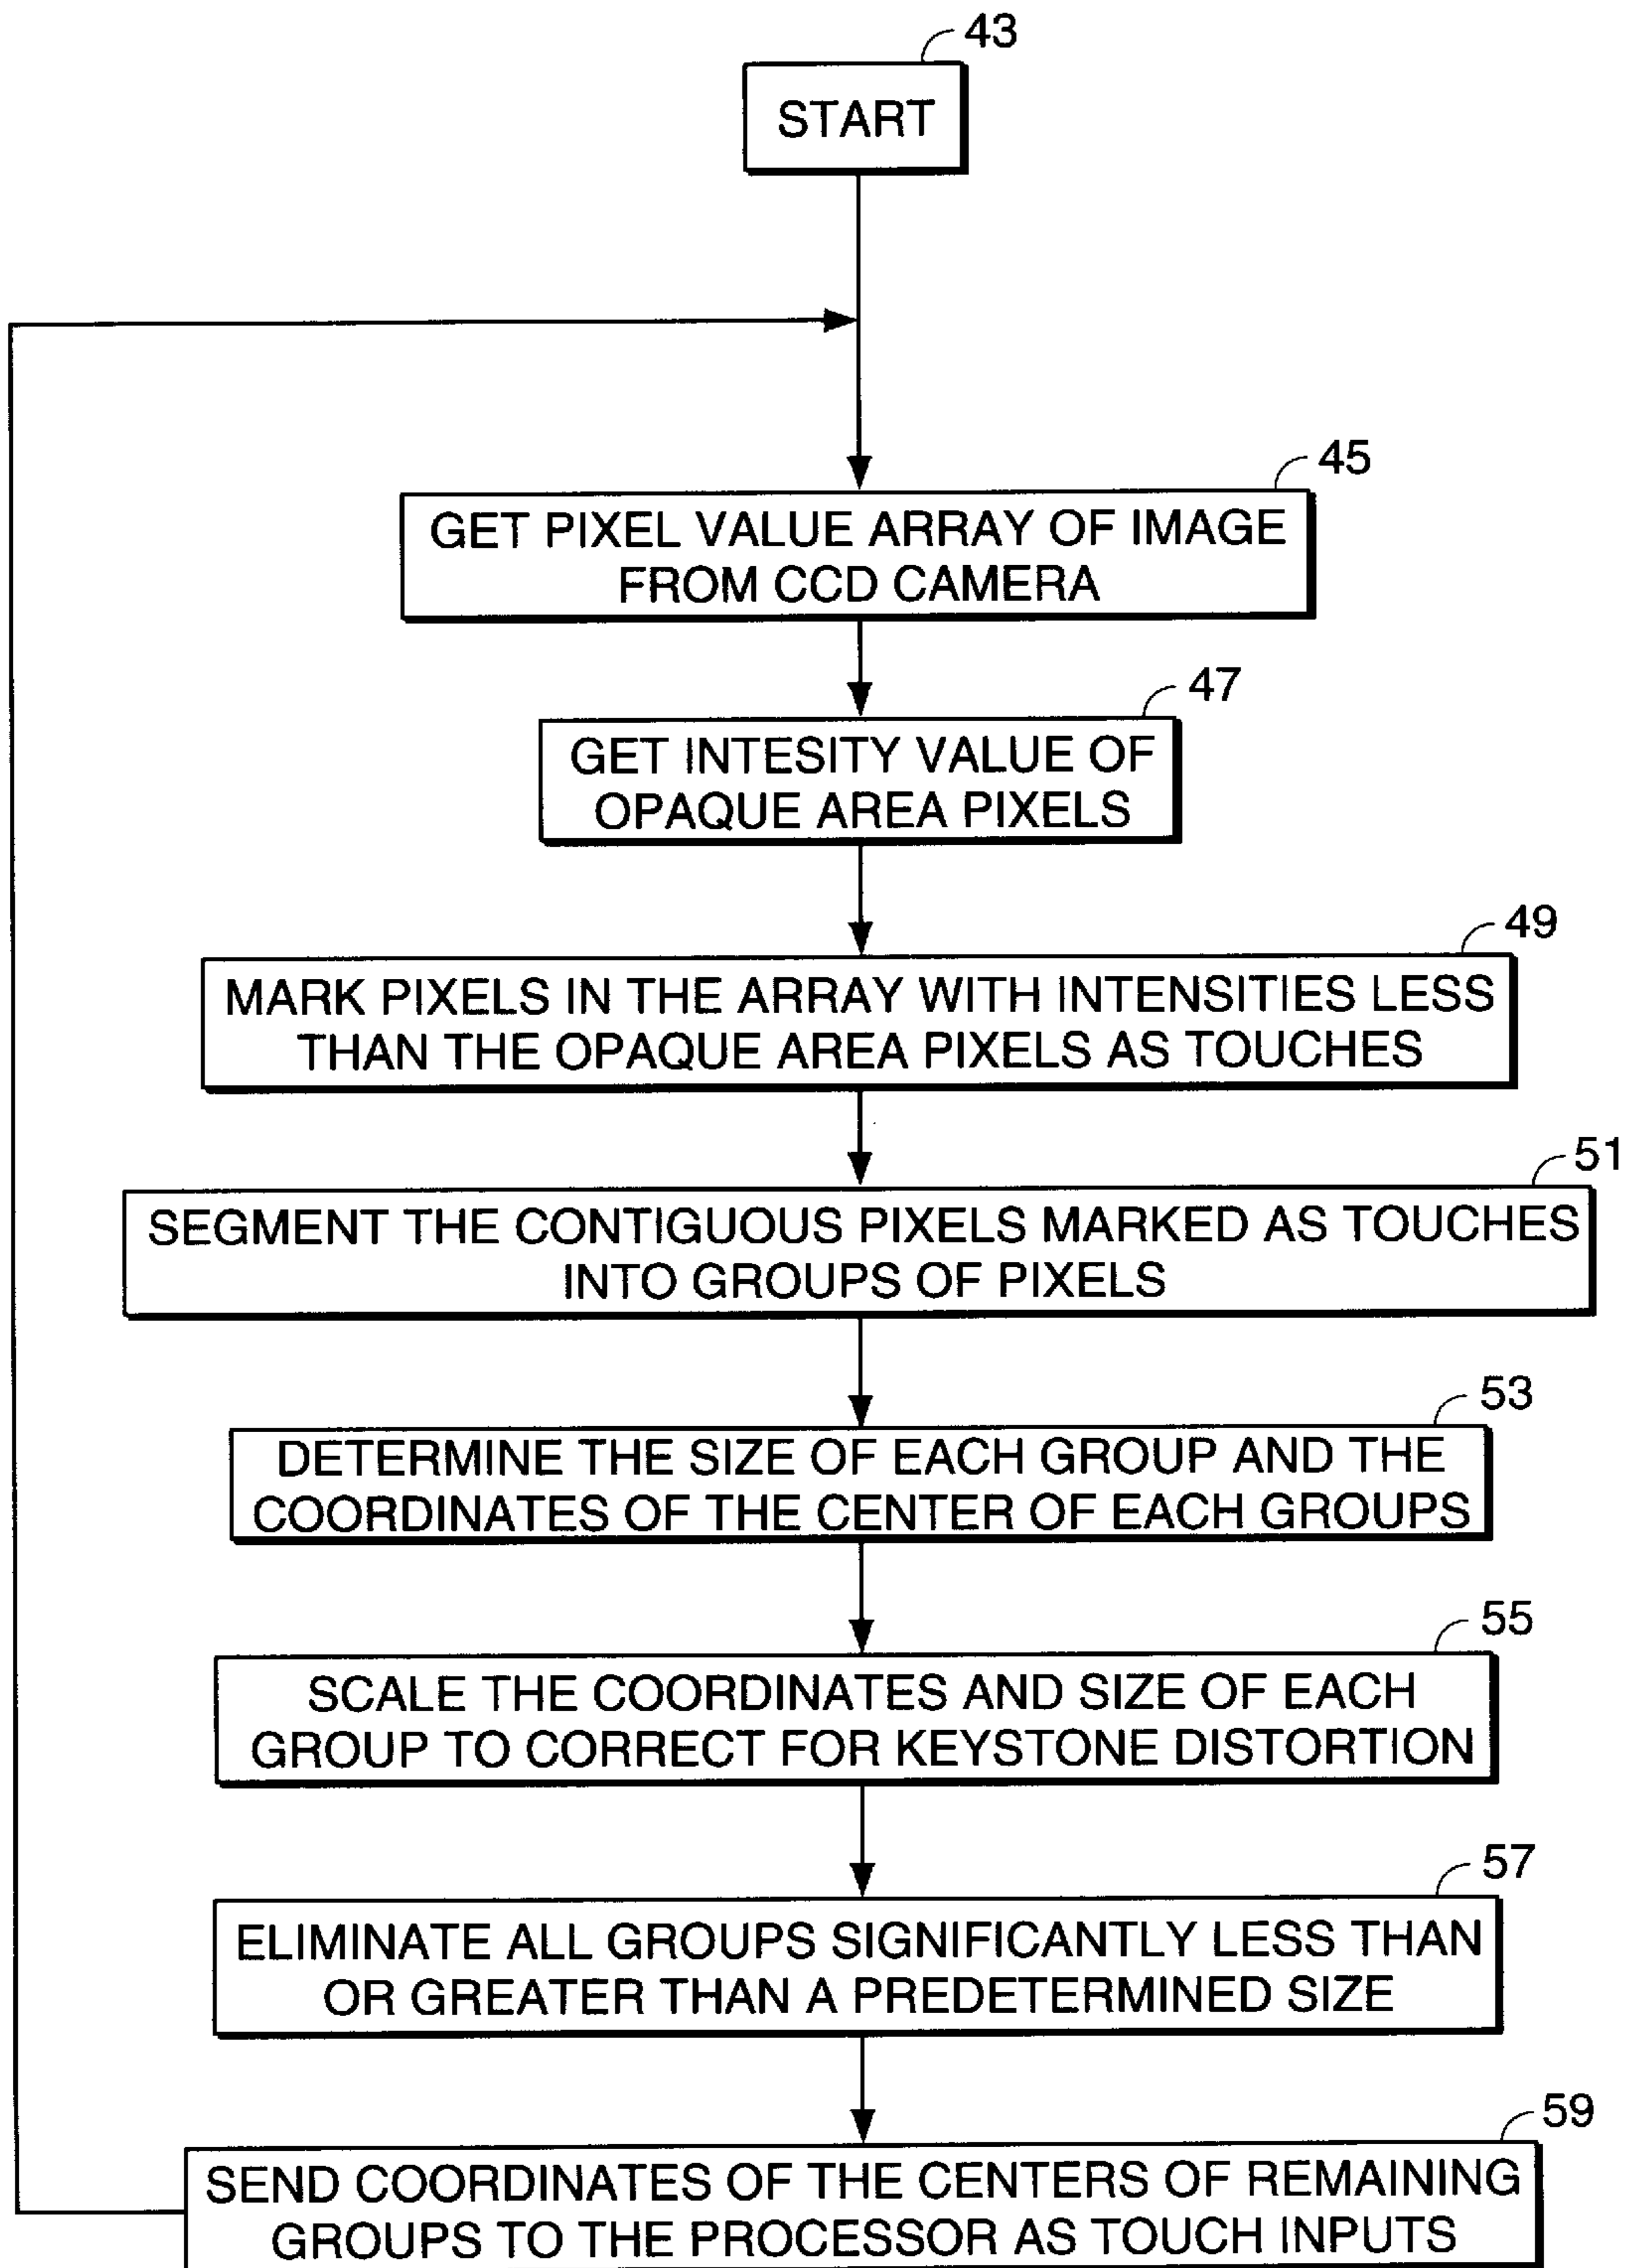 43
START
45
GET PIXEL VALUE ARRAY OF IMAGE
FROM CCD CAMERA
47
GET INTESITY VALUE OF
OPAQUE AREA PIXELS
49
MARK PIXELS IN THE ARRAY WITH INTENSITIES LESS
THAN THE OPAQUE AREA PIXELS AS TOUCHES
51
SEGMENT THE CONTIGUOUS PIXELS MARKED AS TOUCHES
INTO GROUPS OF PIXELS
53
DETERMINE THE SIZE OF EACH GROUP AND THE
COORDINATES OF THE CENTER OF EACH GROUPS
55
SCALE THE COORDINATES AND SIZE OF EACH
GROUP TO CORRECT FOR KEYSTONE DISTORTION
57
ELIMINATE ALL GROUPS SIGNIFICANTLY LESS THAN
OR GREATER THAN A PREDETERMINED SIZE
59
SEND COORDINATES OF THE CENTERS OF REMAINING
GROUPS TO THE PROCESSOR AS TOUCH INPUTS